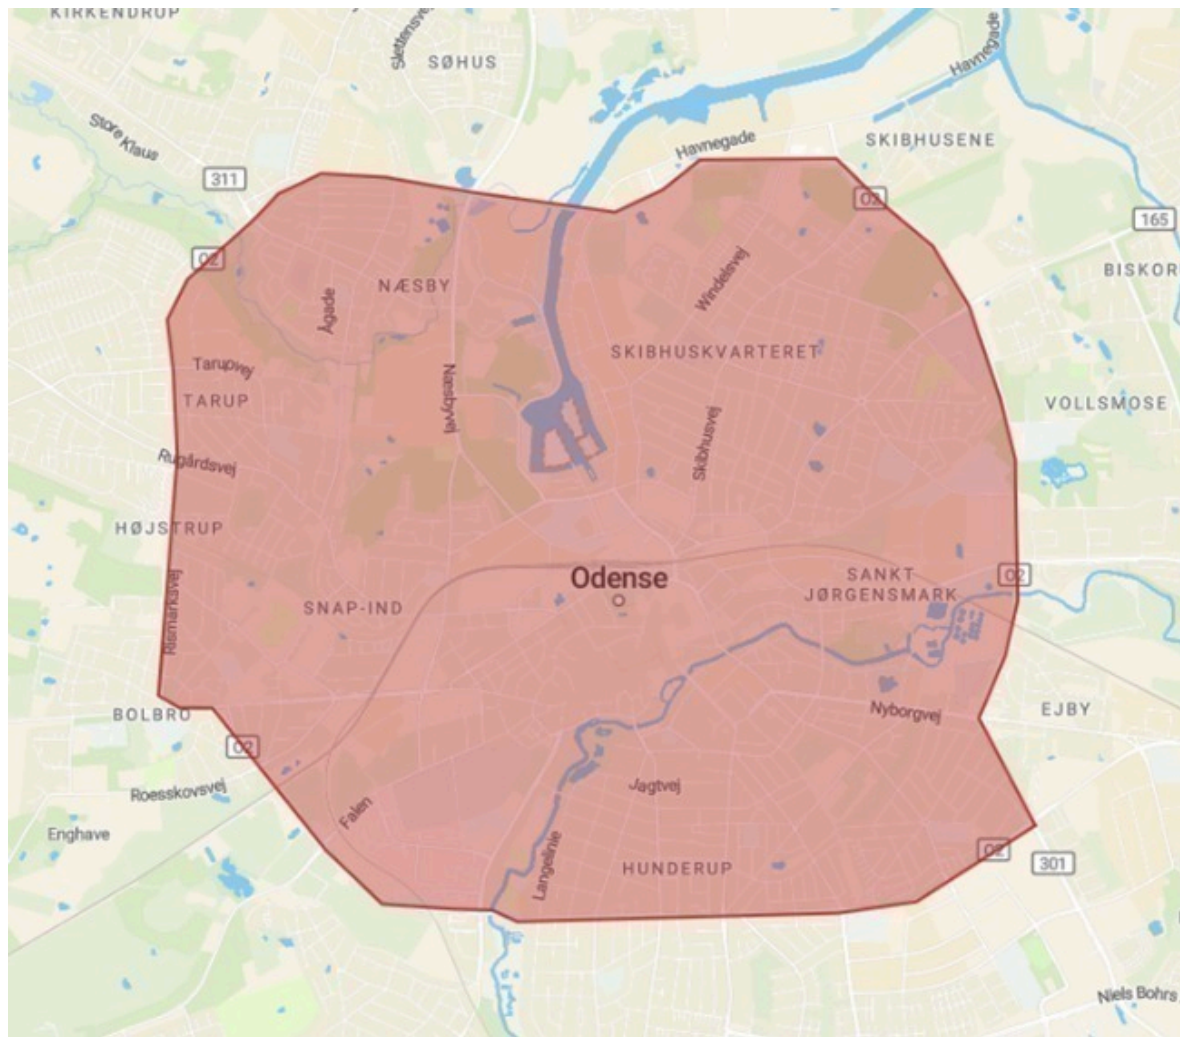 KIRKENDRUP
Slettensvej
SØHUS
Havnegade
Store Klaus
Havnegade
SKIBHUSENE
311
O2
165
O2
BISKOR
NÆSBY
Windelsvej
Ågade
SKIBHUSKVARTERET
Tarupvej
Næsbyvej
TARUP
VOLLSMOSE
Skibhusvej
Rugårdsvej
HØJSTRUP
Odense
SANKT
JØRGENSMARK
O2
Rismarksvej
SNAP-IND
BOLBRO
Nyborgvej
EJBY
O2
Jagtvej
Roesskovsvej
Falen
Enghave
Langelinie
HUNDERUP
O2
301
Niels Bohrs